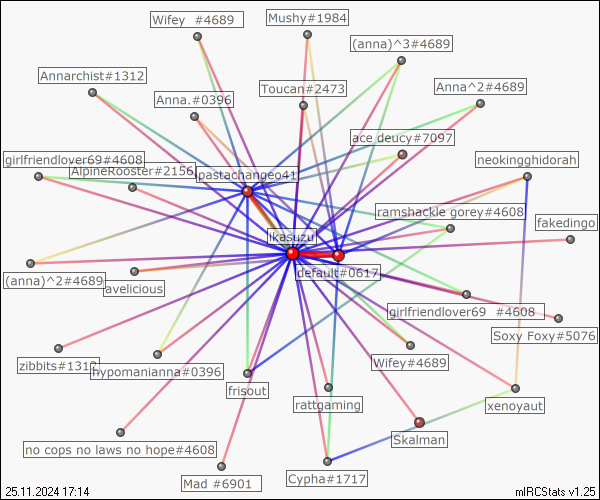 Wifey  #4689
Mushy#1984
(anna)^3#4689
Annarchist#1312
Toucan#2473
Anna^2#4689
Anna.#0396
ace deucy#7097
girlfriendlover69#4608
AlpineRooster#2156
pastachangeo41
neokingghidorah
ramshackle gorey#4608
fakedingo
ikasuzu
(anna)^2#4689
default#0617
avelicious
girlfriendlover69  #4608
Soxy Foxy#5076
zibbits#1312
hypomanianna#0396
Wifey#4689
frisout
rattgaming
xenoyaut
no cops no laws no hope#4608
Skalman
Mad #6901
Cypha#1717
25.11.2024 17:14
mIRCStats v1.25